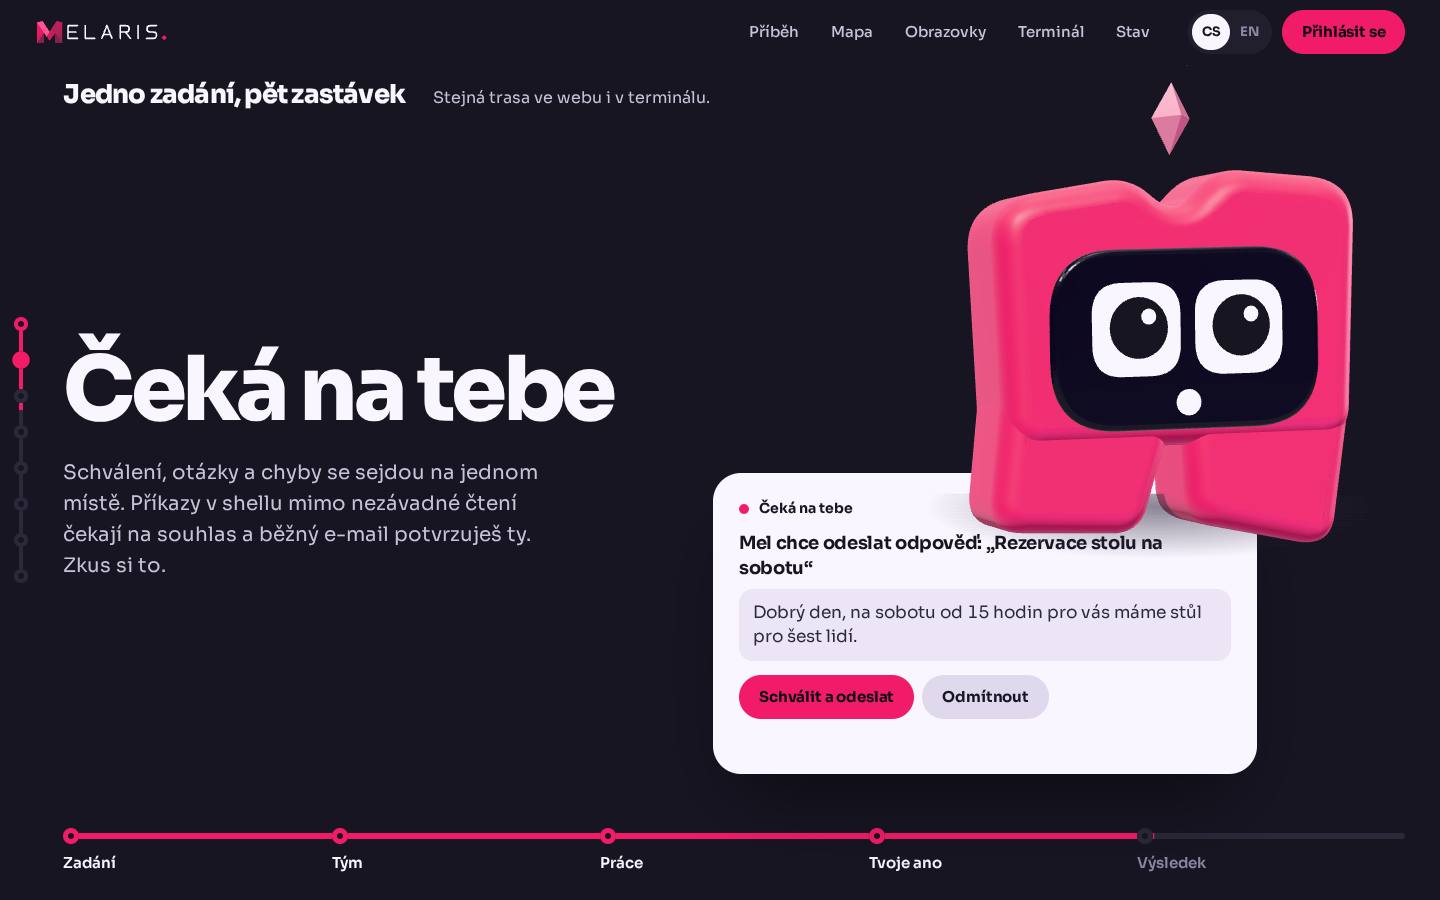 MELARIS.
Příběh
Mapa
Obrazovky
Terminál
Stav
CS
EN
Přihlásit se
Jedno zadání, pět zastávek
Stejná trasa ve webu i v terminálu.
Čeká na tebe
Schválení, otázky a chyby se sejdou na jednom
místě. Příkazy v shellu mimo nezávadné čtení
čekají na souhlas a běžný e-mail potvrzuješ ty.
Zkus si to.
Čeká na tebe
Mel chce odeslat odpověď: „Rezervace stolu na
sobotu“
Dobrý den, na sobotu od 15 hodin pro vás máme stůl
pro šest lidí.
Schválit a odeslat
Odmítnout
Zadání
Tým
Práce
Tvoje ano
Výsledek